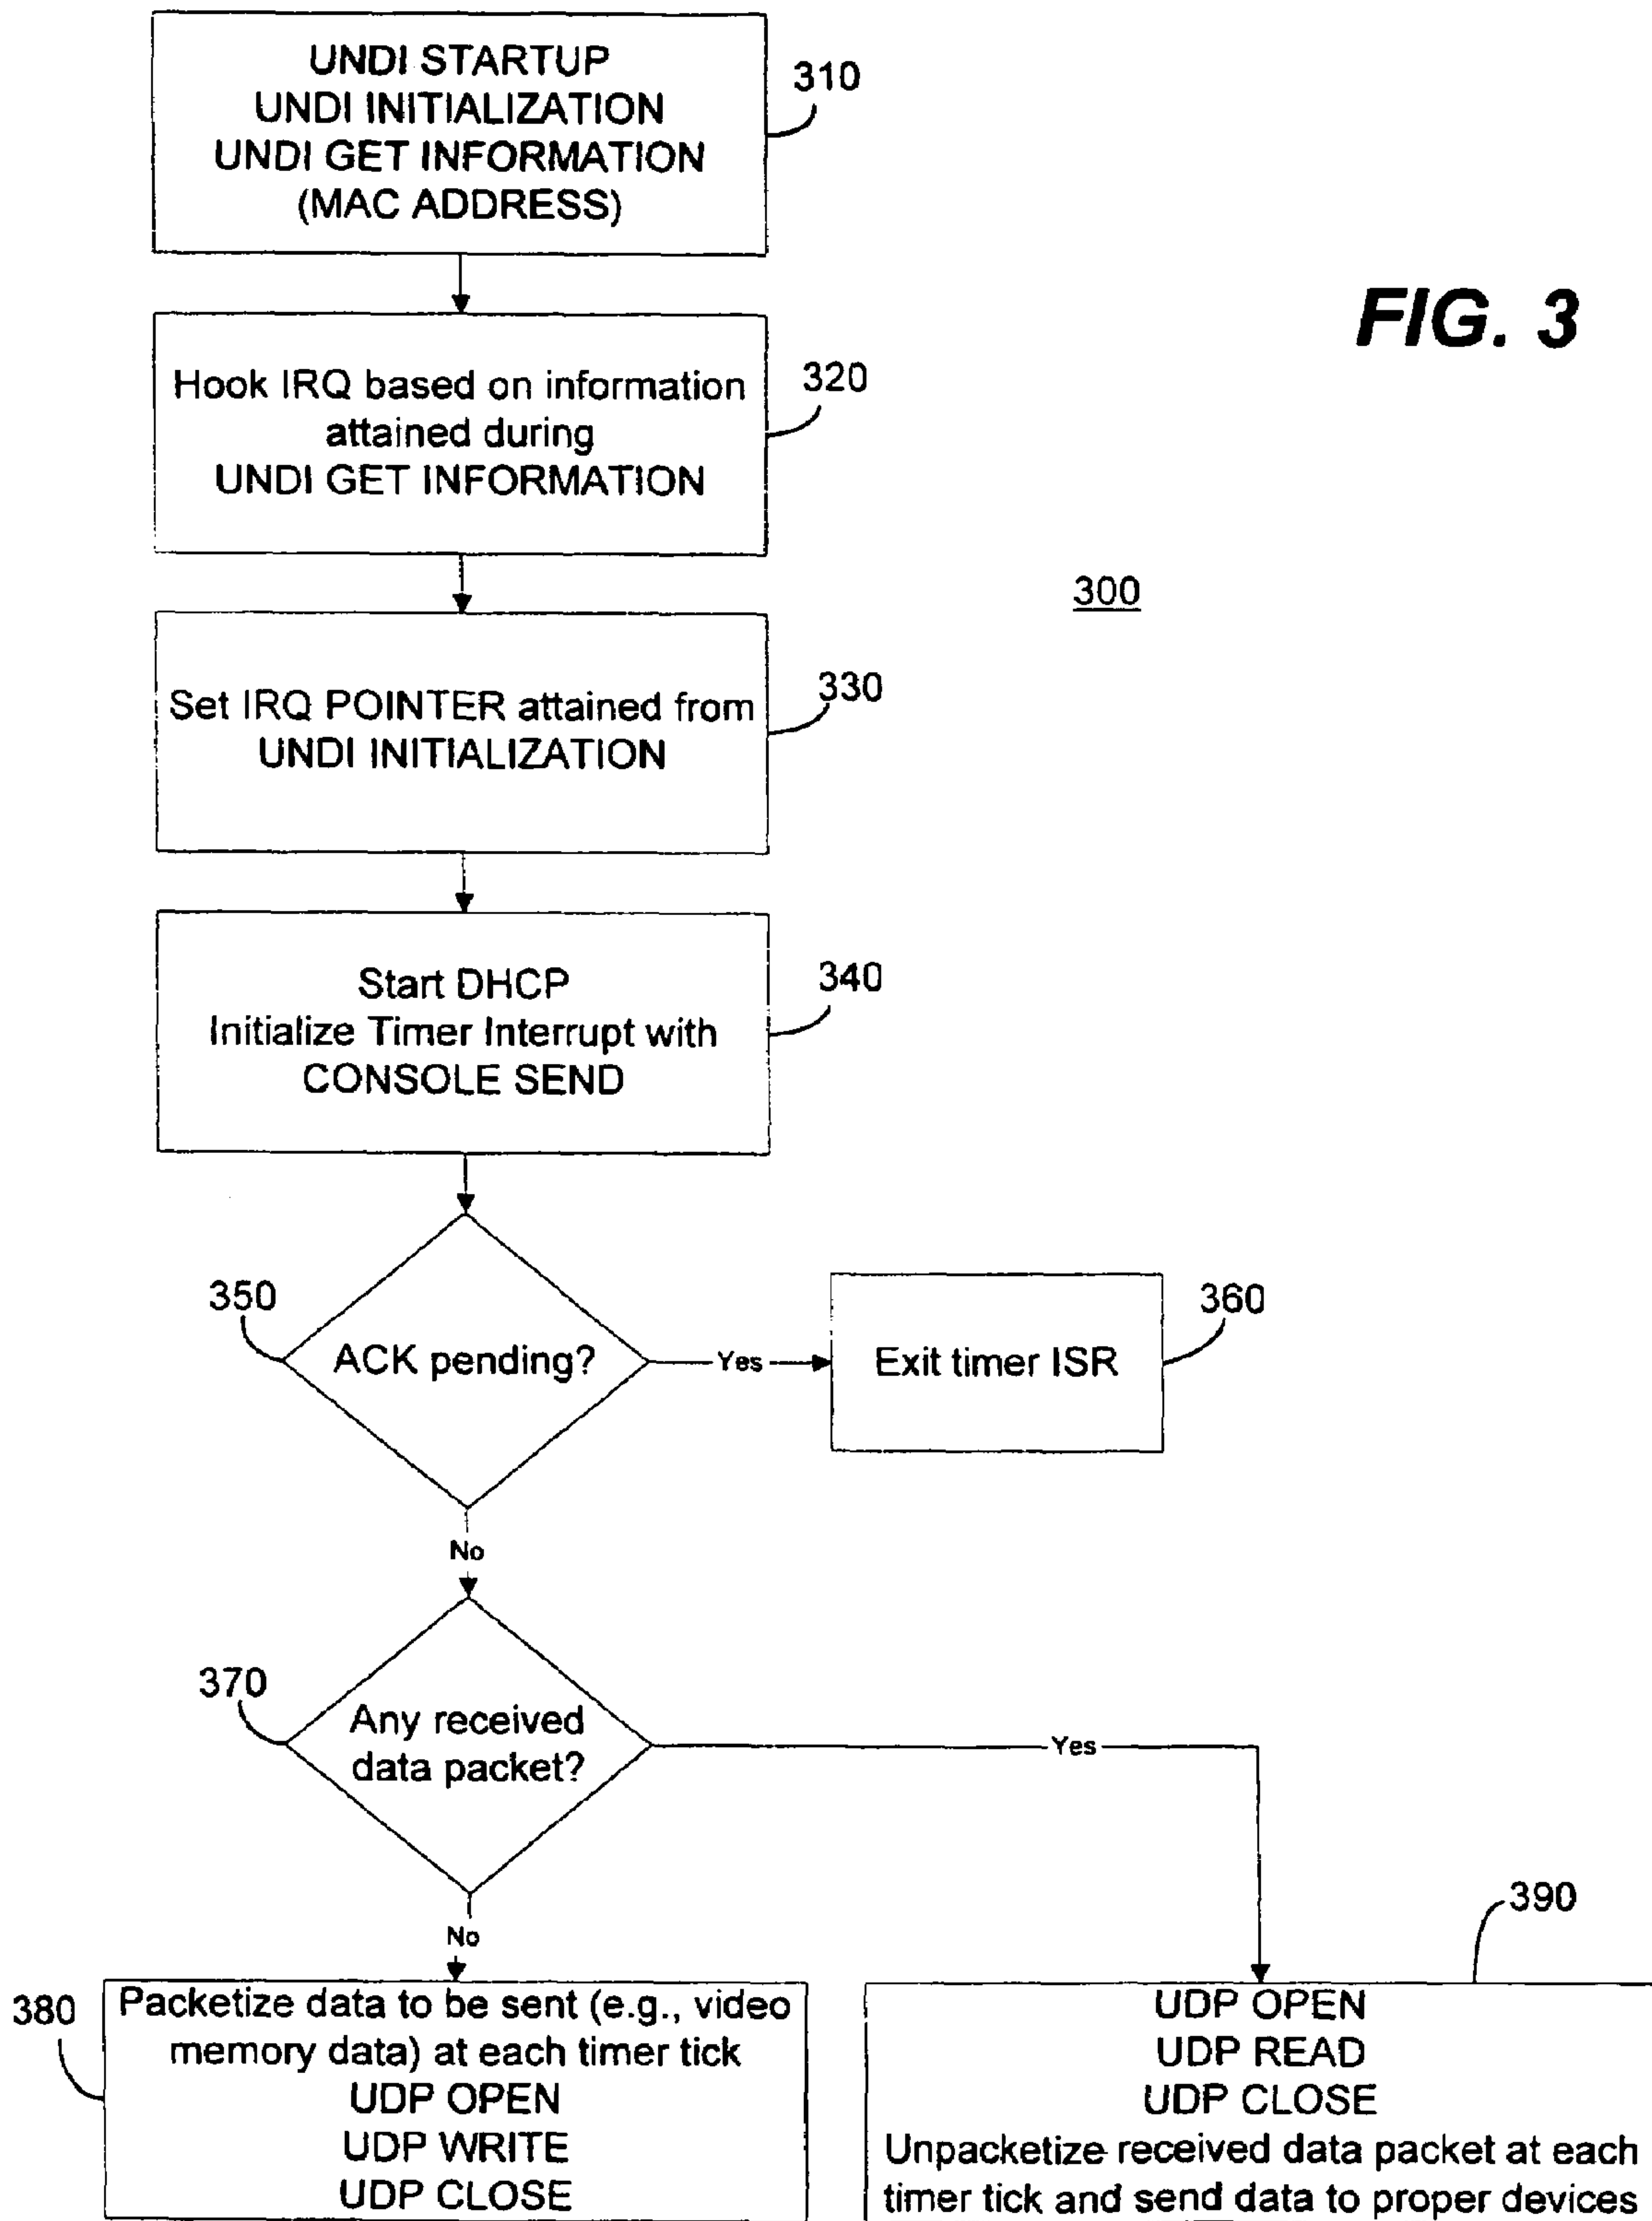 UNDI STARTUP
UNDI INITIALIZATION
UNDI GET INFORMATION
(MAC ADDRESS)
310
FIG. 3
Hook IRQ based on information
attained during
UNDI GET INFORMATION
320
300
Set IRQ POINTER attained from
UNDI INITIALIZATION
330
Start DHCP
Initialize Timer Interrupt with
CONSOLE SEND
340
350
ACK pending?
Yes
Exit timer ISR
360
No
370
Any received
data packet?
Yes
No
380
Packetize data to be sent (e.g., video
memory data) at each timer tick
UDP OPEN
UDP WRITE
UDP CLOSE
390
UDP OPEN
UDP READ
UDP CLOSE
Unpacketize received data packet at each
timer tick and send data to proper devices